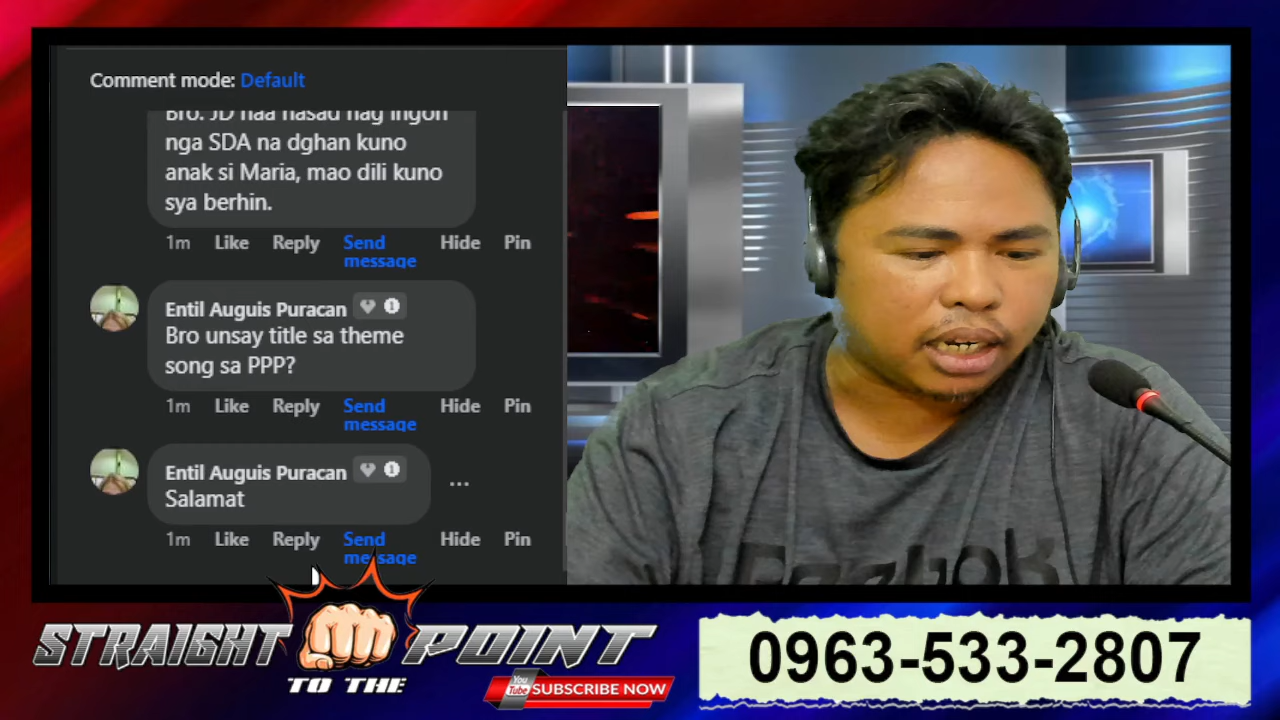 Comment mode: Default
Bro. JD naa nasad nag ingon
nga SDA na dghan kuno
anak si Maria, mao dili kuno
sya berhin.
1m Like Reply Send message Hide Pin
Entil Auguis Puracan
Bro unsay title sa theme
song sa PPP?
1m Like Reply Send message Hide Pin
Entil Auguis Puracan
Salamat
1m Like Reply Send message Hide Pin
Reebok
STRAIGHT
TO THE
POINT
You Tube SUBSCRIBE NOW
0963-533-2807